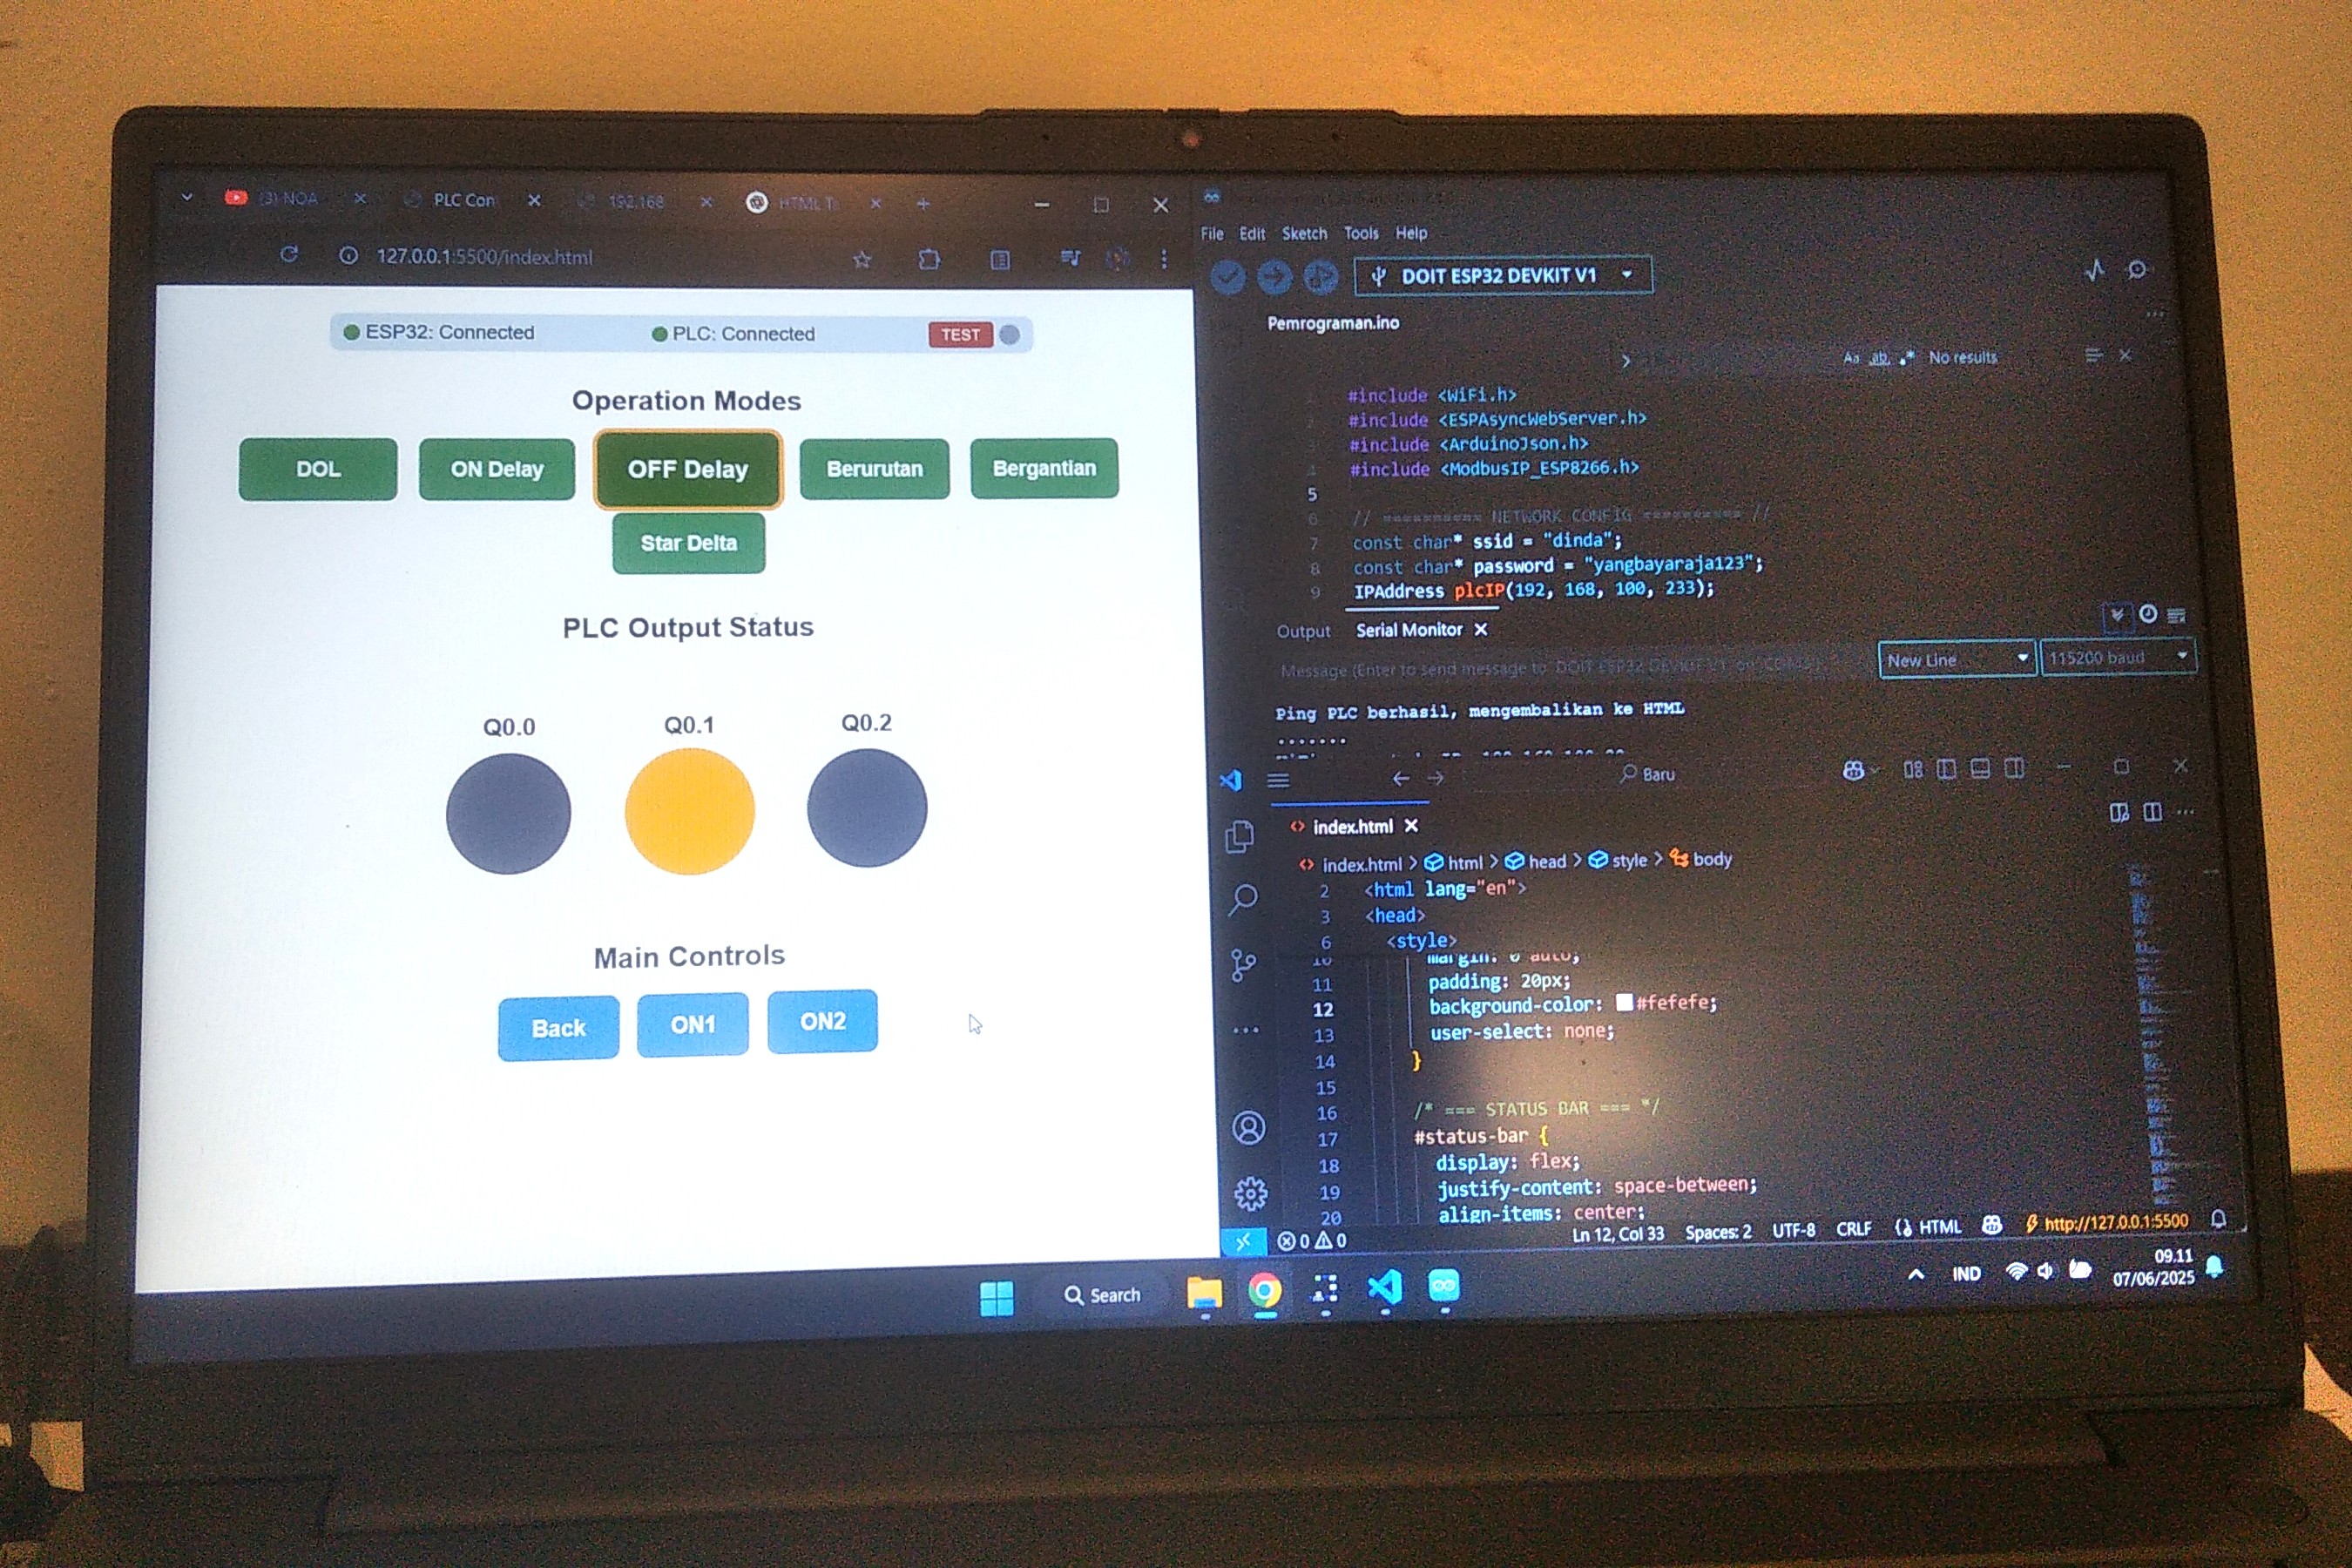 (3) NOA
PLC Con
192.168
HTML T
127.0.0.1:5500/index.html
ESP32: Connected
PLC: Connected
TEST
Operation Modes
DOL
ON Delay
OFF Delay
Berurutan
Bergantian
Star Delta
PLC Output Status
Q0.0
Q0.1
Q0.2
Main Controls
Back
ON1
ON2
File Edit Sketch Tools Help
DOIT ESP32 DEVKIT V1
Pemrograman.ino
Aa ab .* No results
#include <WiFi.h>
#include <ESPAsyncWebServer.h>
#include <ArduinoJson.h>
#include <ModbusIP_ESP8266.h>
5
6 // ========== NETWORK CONFIG ========== //
7 const char* ssid = "dinda";
8 const char* password = "yangbayaraja123";
9 IPAddress plcIP(192, 168, 100, 233);
Output Serial Monitor
Message (Enter to send message to 'DOIT ESP32 DEVKIT V1' on
New Line
115200 baud
Ping PLC berhasil, mengembalikan ke HTML
.......
Baru
index.html
index.html > html > head > style > body
2 <html lang="en">
3 <head>
6 <style>
10 margin: 0 auto;
11 padding: 20px;
12 background-color: #fefefe;
13 user-select: none;
14 }
15
16 /* === STATUS BAR === */
17 #status-bar {
18 display: flex;
19 justify-content: space-between;
20 align-items: center;
0 0 Ln 12, Col 33 Spaces: 2 UTF-8 CRLF HTML http://127.0.0.1:5500
Search
IND
09.11
07/06/2025